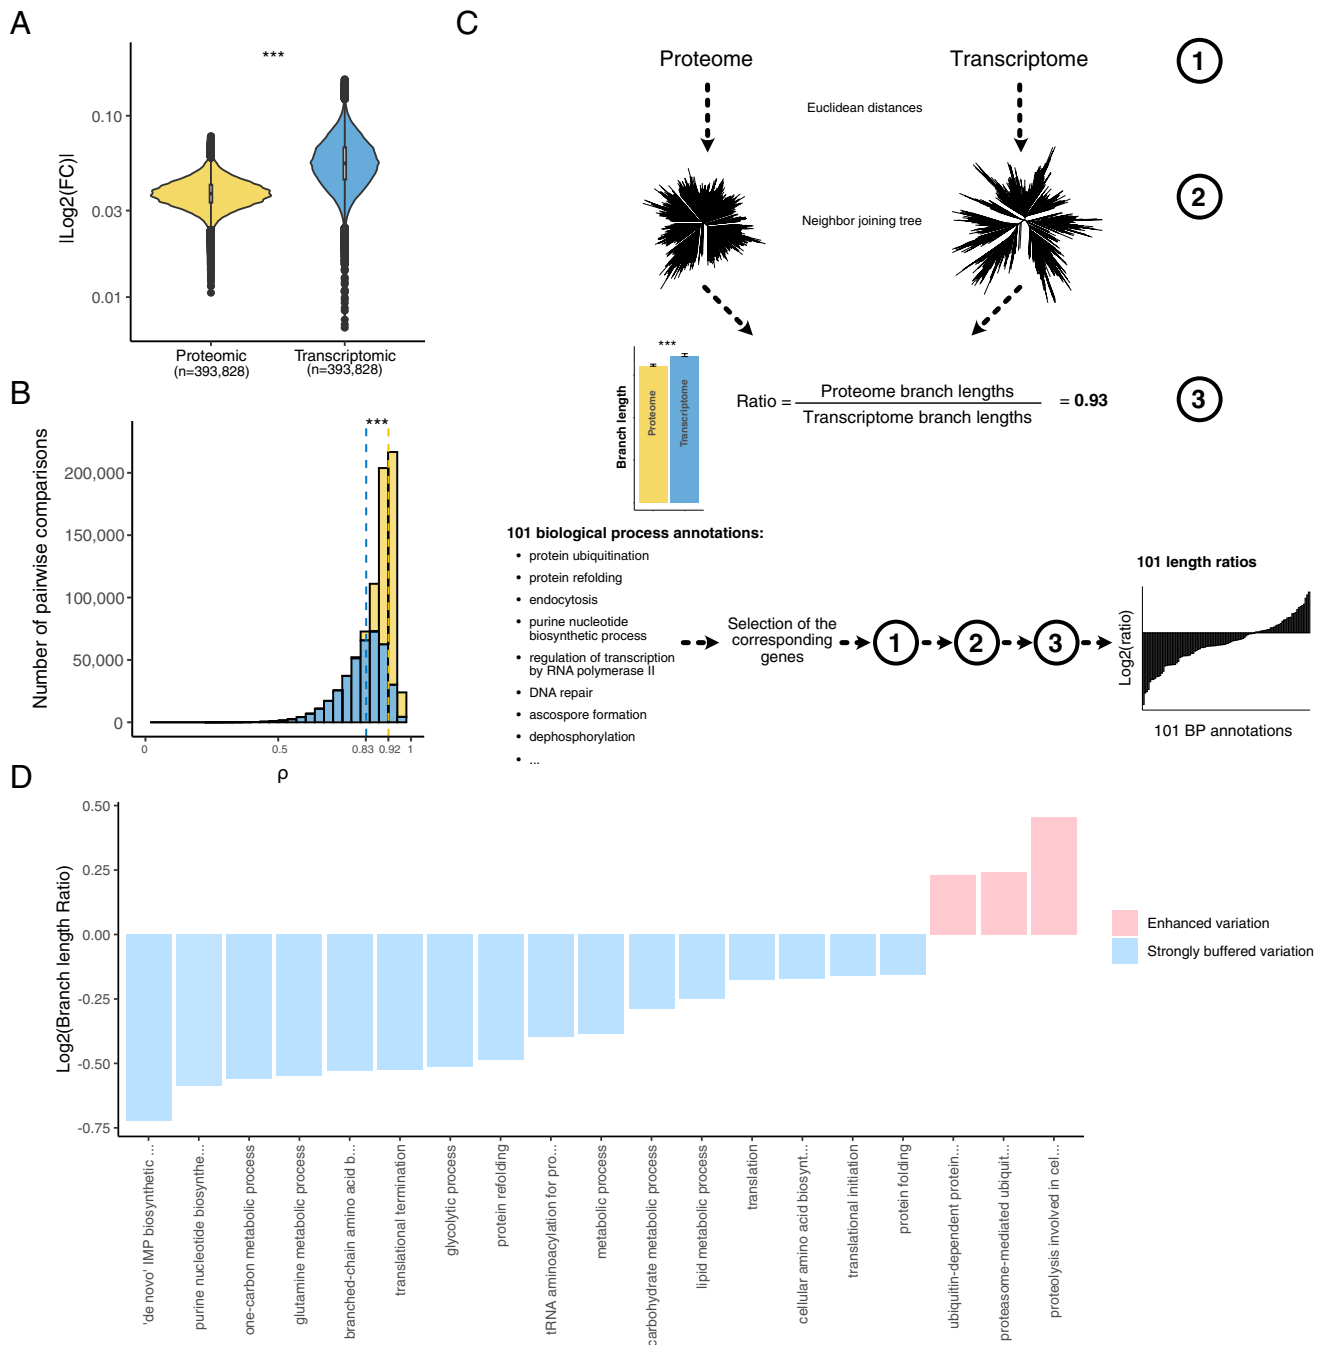 A
***
|Log2(FC)|
0.10
0.03
0.01
Proteomic
(n=393,828)
Transcriptomic
(n=393,828)
B
***
Number of pairwise comparisons
200,000
150,000
100,000
50,000
0
0
0.5
0.83
0.92
1
ρ
C
Proteome
Transcriptome
1
Euclidean distances
Neighbor joining tree
2
***
Branch length
Proteome
Transcriptome
Ratio =
Proteome branch lengths
Transcriptome branch lengths
= 0.93
3
101 biological process annotations:
• protein ubiquitination
• protein refolding
• endocytosis
• purine nucleotide
biosynthetic process
• regulation of transcription
by RNA polymerase II
• DNA repair
• ascospore formation
• dephosphorylation
• ...
Selection of the
corresponding
genes
1
2
3
101 length ratios
Log2(ratio)
101 BP annotations
D
Log2(Branch length Ratio)
0.50
0.25
0.00
-0.25
-0.50
-0.75
'de novo' IMP biosynthetic ...
purine nucleotide biosynthe...
one-carbon metabolic process
glutamine metabolic process
branched-chain amino acid b...
translational termination
glycolytic process
protein refolding
tRNA aminoacylation for pro...
metabolic process
carbohydrate metabolic process
lipid metabolic process
translation
cellular amino acid biosynt...
translational initiation
protein folding
ubiquitin-dependent protein...
proteasome-mediated ubiquit...
proteolysis involved in cel...
Enhanced variation
Strongly buffered variation